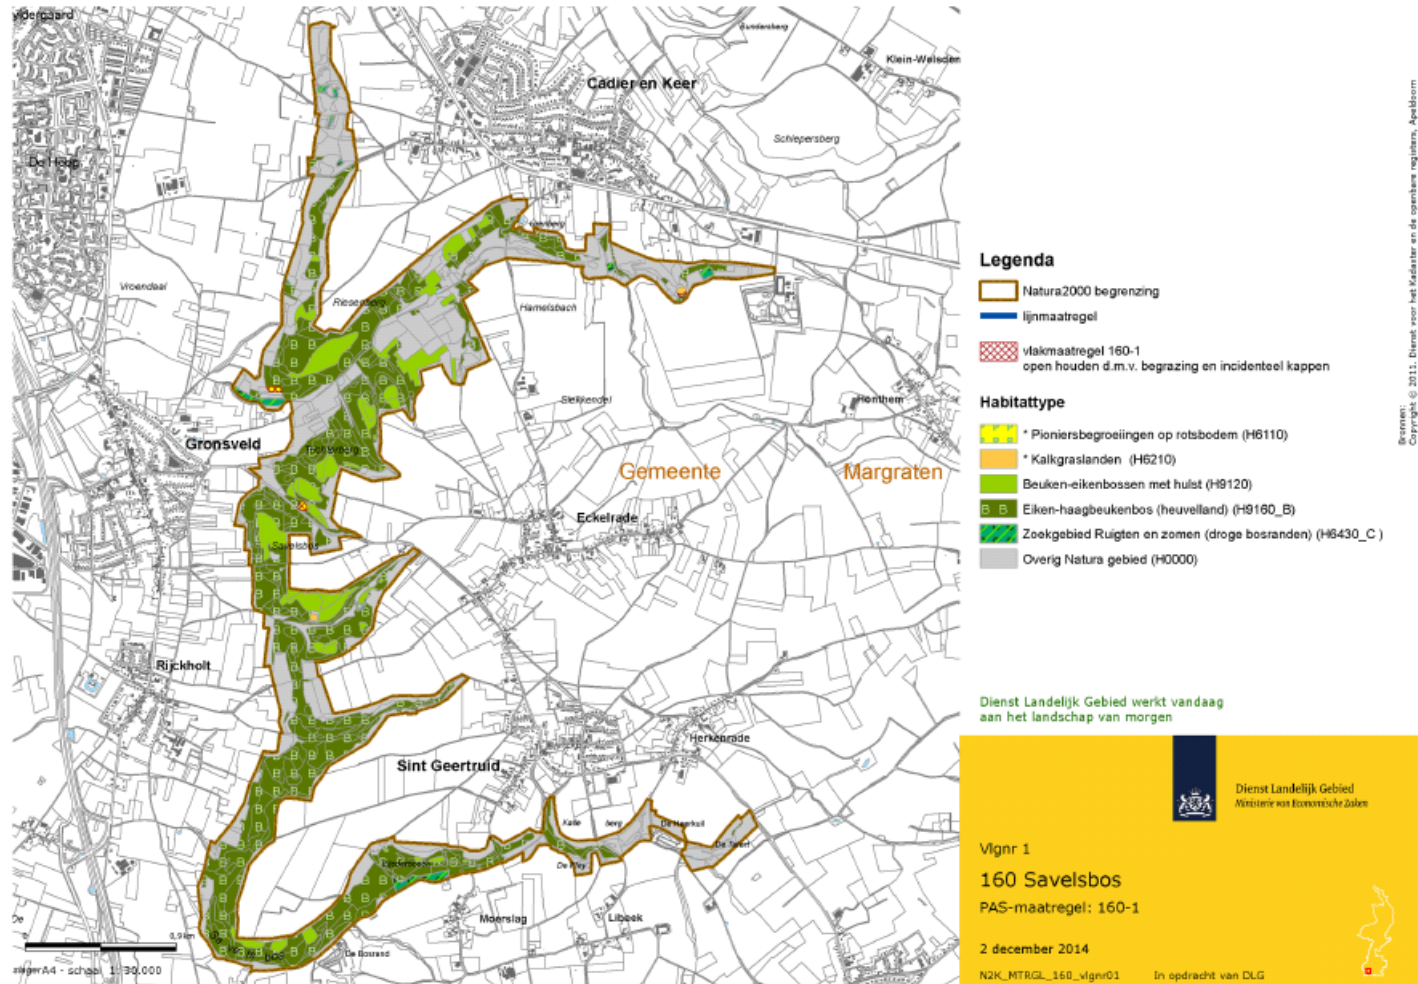 Cadier en Keer
Bundersberg
Klein-Welsden
Schiepersberg
De Hoop
Vroendaal
Riesenberg
Hamelsbach
Honthem
Gronsveld
Gemeente
Margraten
Eckelrade
Savelsbos
Rijckholt
Herkenrade
Sint Geertruid
berg
De Heerkuil
Moerslag
Libeek
De Bosrand
0,9 km
A4 - schaal 1:30.000
Legenda
Natura2000 begrenzing
lijnmaatregel
vlakmaatregel 160-1
open houden d.m.v. begrazing en incidenteel kappen
Habitattype
* Pioniersbegroeiingen op rotsbodem (H6110)
* Kalkgraslanden (H6210)
Beuken-eikenbossen met hulst (H9120)
B B Eiken-haagbeukenbos (heuvelland) (H9160_B)
Zoekgebied Ruigten en zomen (droge bosranden) (H6430_C )
Overig Natura gebied (H0000)
Bronnen:
Copyright © 2011, Dienst voor het Kadaster en de openbare registers, Apeldoorn
Dienst Landelijk Gebied werkt vandaag
aan het landschap van morgen
Dienst Landelijk Gebied
Ministerie van Economische Zaken
Vlgnr 1
160 Savelsbos
PAS-maatregel: 160-1
2 december 2014
N2K_MTRGL_160_vlgnr01 In opdracht van DLG